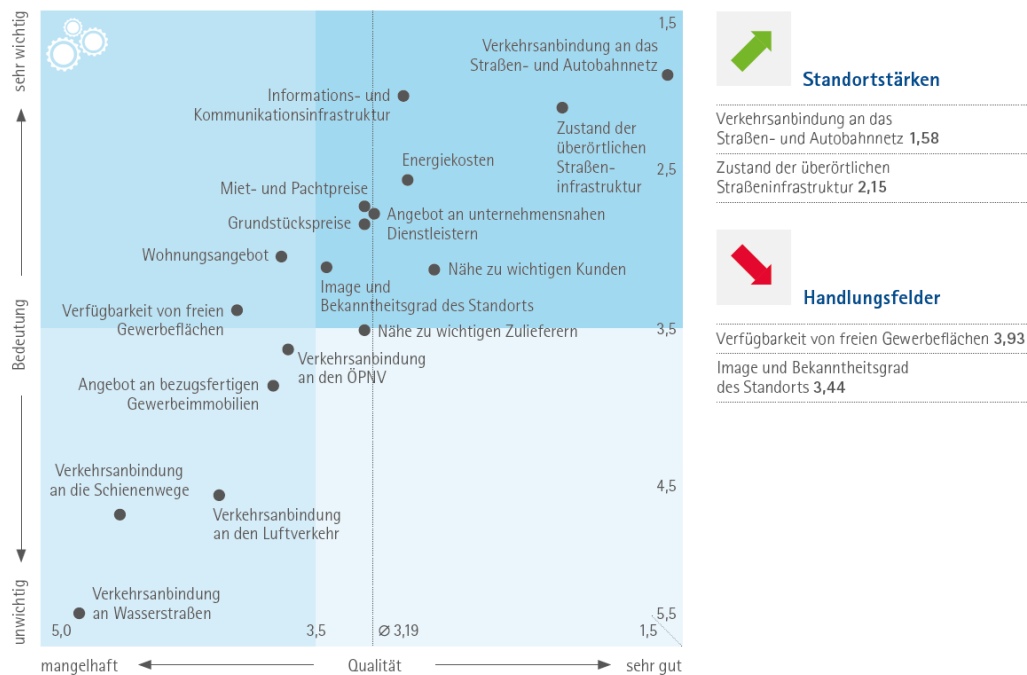 sehr wichtig
Bedeutung
unwichtig
1,5
2,5
3,5
4,5
5,5
Verkehrsanbindung an das
Straßen- und Autobahnnetz
Informations- und
Kommunikationsinfrastruktur
Zustand der
überörtlichen
Straßen-
infrastruktur
Energiekosten
Miet- und Pachtpreise
Grundstückspreise
Angebot an unternehmensnahen
Dienstleistern
Wohnungsangebot
Image und
Bekanntheitsgrad des Standorts
Nähe zu wichtigen Kunden
Verfügbarkeit von freien
Gewerbeflächen
Nähe zu wichtigen Zulieferern
Verkehrsanbindung
an den ÖPNV
Angebot an bezugsfertigen
Gewerbeimmobilien
Verkehrsanbindung
an die Schienenwege
Verkehrsanbindung
an den Luftverkehr
Verkehrsanbindung
an Wasserstraßen
5,0
3,5
Ø 3,19
1,5
mangelhaft
Qualität
sehr gut
Standortstärken
Verkehrsanbindung an das
Straßen- und Autobahnnetz 1,58
Zustand der überörtlichen
Straßeninfrastruktur 2,15
Handlungsfelder
Verfügbarkeit von freien Gewerbeflächen 3,93
Image und Bekanntheitsgrad
des Standorts 3,44